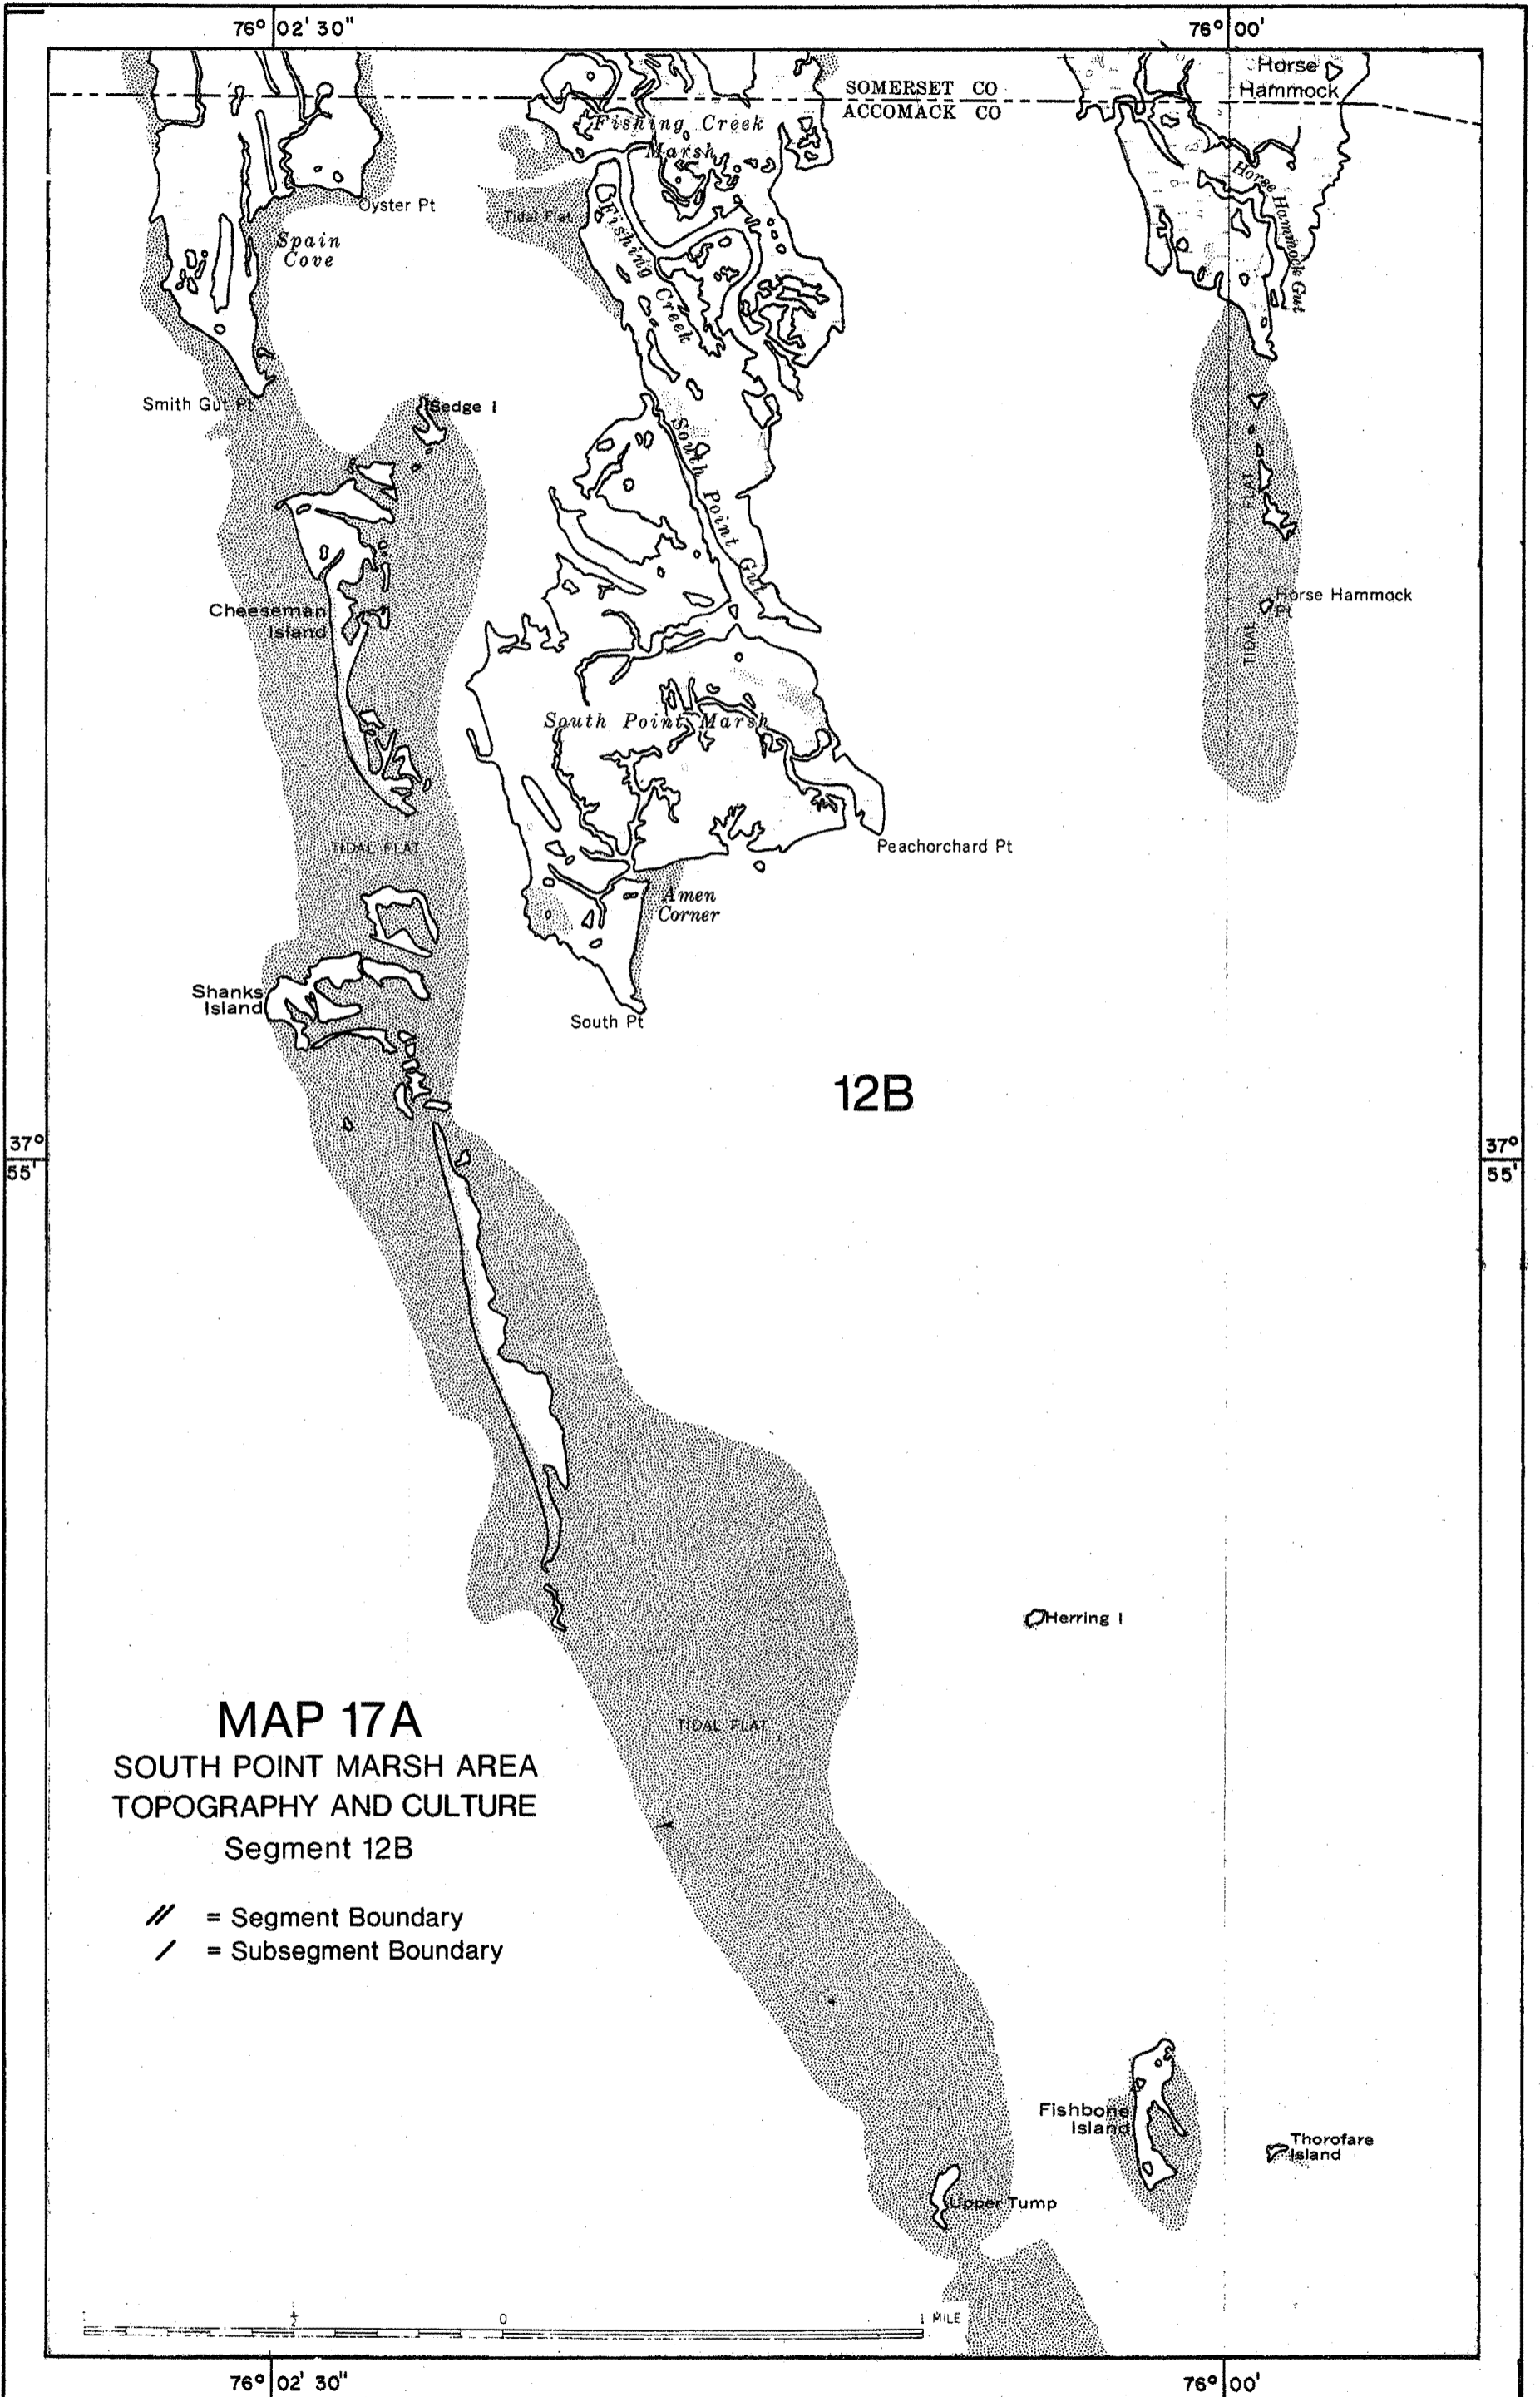 76° 02' 30"
76° 00'
Horse
Hammock
SOMERSET CO
ACCOMACK CO
Fishing Creek
Marsh
Horse Hammock Gut
Oyster Pt
Tidal Flat
Fishing Creek
Spain
Cove
Smith Gut Pt
Sedge I
South Point Gut
TIDAL FLAT
Horse Hammock
Pt
Cheeseman
Island
South Point Marsh
TIDAL FLAT
Peachorchard Pt
Amen
Corner
Shanks
Island
South Pt
12B
37°
55'
37°
55'
Herring I
MAP 17A
SOUTH POINT MARSH AREA
TOPOGRAPHY AND CULTURE
Segment 12B
TIDAL FLAT
// = Segment Boundary
/ = Subsegment Boundary
Fishbone
Island
Thorofare
Island
Upper Tump
1 ½ 0 1 MILE
76° 02' 30"
76° 00'